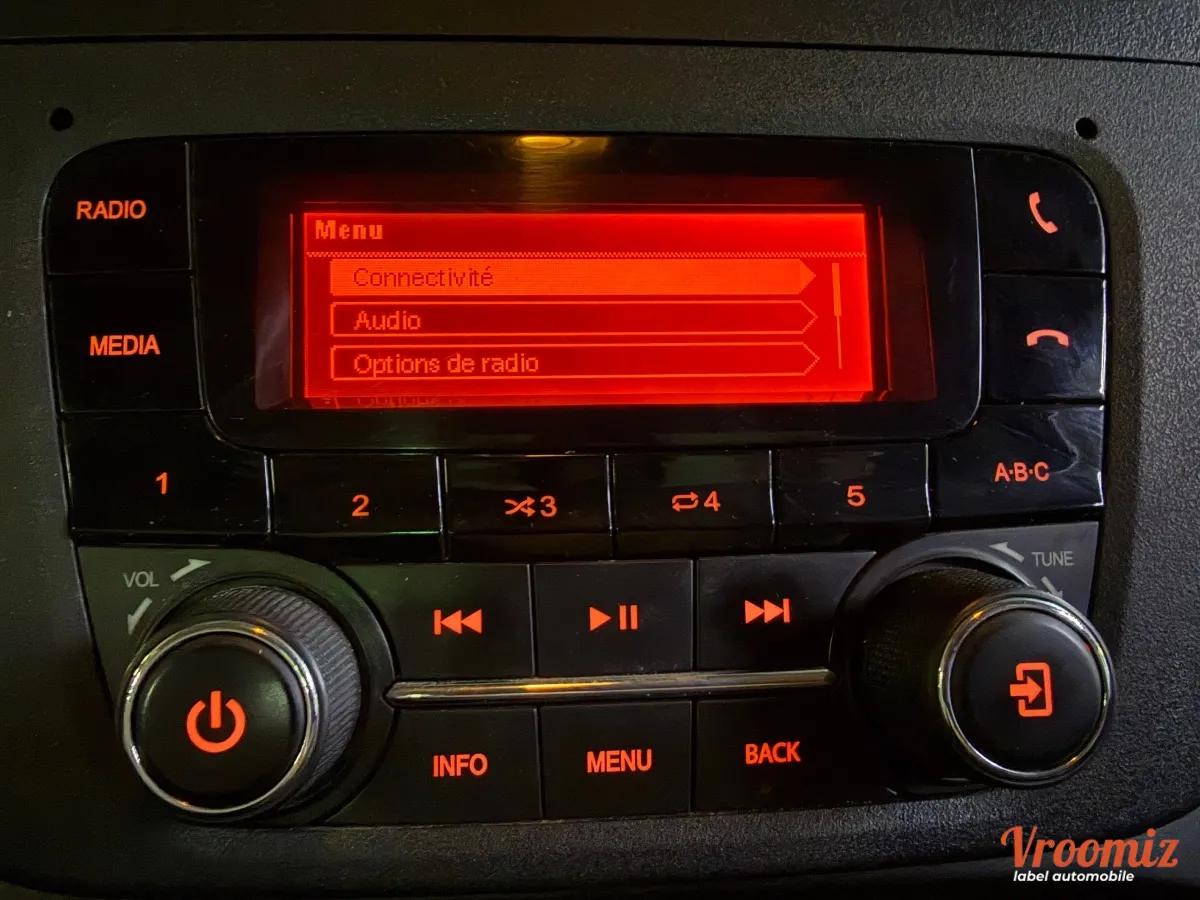 RADIO
Menu
Connectivité
Audio
Options de radio
MEDIA
1
2
3
4
5
A·B·C
VOL
TUNE
INFO
MENU
BACK
Vroomiz
label automobile